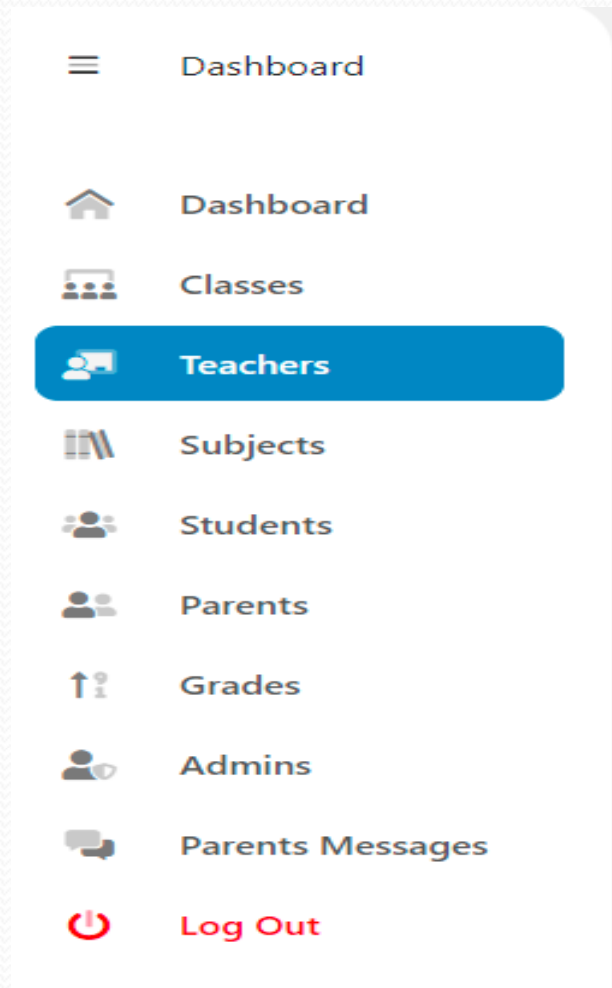 Dashboard
Dashboard
Classes
Teachers
Subjects
Students
Parents
Grades
Admins
Parents Messages
Log Out